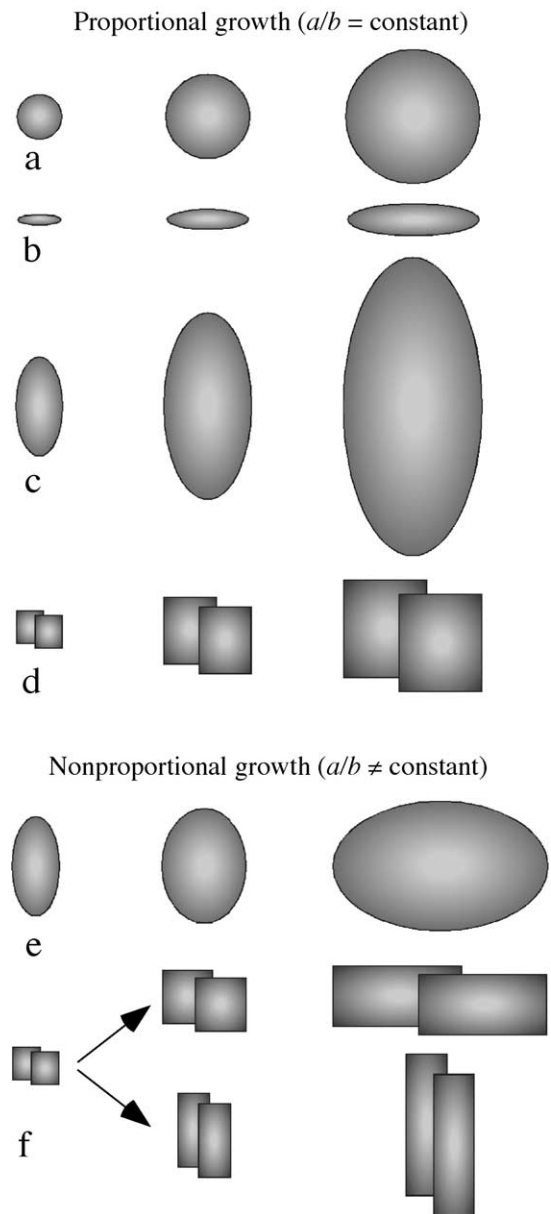 Proportional growth (a/b = constant)
a
b
c
d
Nonproportional growth (a/b ≠ constant)
e
f